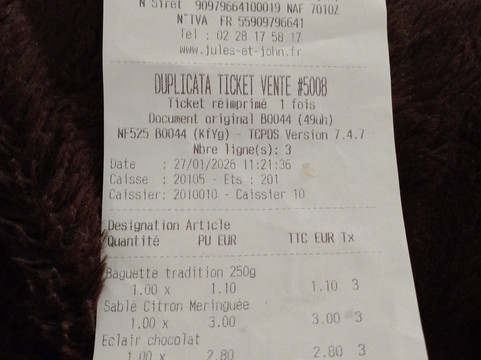 N°Siret 90979664100019 NAF 7010Z
N°TVA FR 55909796641
Tel : 02 28 17 58 17
www.jules-et-john.fr
DUPLICATA TICKET VENTE #5008
Ticket réimprimé 1 fois
Document original B0044 (49uh)
NF525 B0044 (KfYg) - TCPOS Version 7.4.7
Nbre ligne(s): 3
Date : 27/01/2026 11:21:36
Caisse : 20105 - Ets : 201
Caissier: 2010010 - Caissier 10
Designation Article
Quantité PU EUR TTC EUR Tx
Baguette tradition 250g
1.00 x 1.10 1.10 3
Sablé Citron Meringuée
1.00 x 3.00 3.00 3
Eclair chocolat
1.00 x 2.80 2.80 3